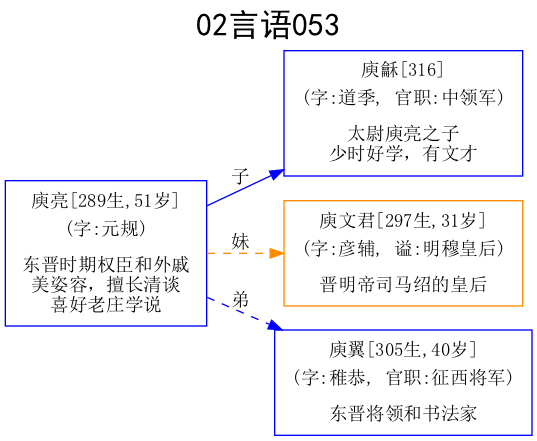 02言语053
庾龢[316]
(字:道季, 官职:中领军)
太尉庾亮之子
少时好学，有文才
子
庾亮[289生,51岁]
(字:元规)
东晋时期权臣和外戚
美姿容，擅长清谈
喜好老庄学说
妹
庾文君[297生,31岁]
(字:彦辅, 谥:明穆皇后)
晋明帝司马绍的皇后
弟
庾翼[305生,40岁]
(字:稚恭, 官职:征西将军)
东晋将领和书法家